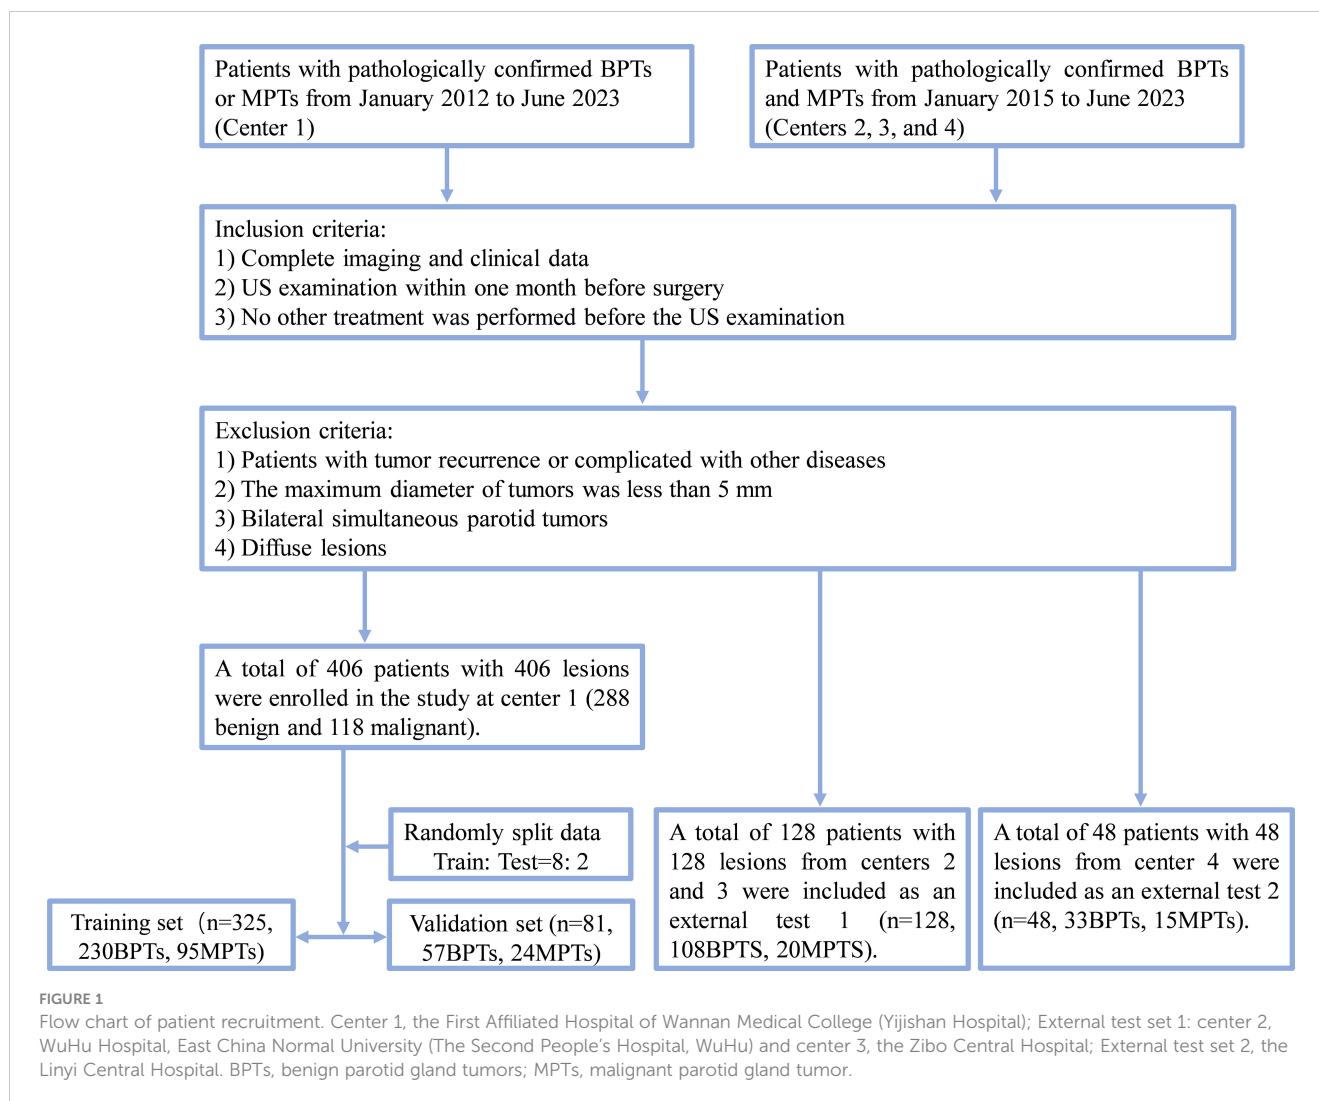 Patients with pathologically confirmed BPTs
or MPTs from January 2012 to June 2023
(Center 1)
Patients with pathologically confirmed BPTs
and MPTs from January 2015 to June 2023
(Centers 2, 3, and 4)
Inclusion criteria:
1) Complete imaging and clinical data
2) US examination within one month before surgery
3) No other treatment was performed before the US examination
Exclusion criteria:
1) Patients with tumor recurrence or complicated with other diseases
2) The maximum diameter of tumors was less than 5 mm
3) Bilateral simultaneous parotid tumors
4) Diffuse lesions
A total of 406 patients with 406 lesions
were enrolled in the study at center 1 (288
benign and 118 malignant).
Randomly split data
Train: Test=8: 2
Training set (n=325,
230BPTs, 95MPTs)
Validation set (n=81,
57BPTs, 24MPTs)
A total of 128 patients with
128 lesions from centers 2
and 3 were included as an
external test 1 (n=128,
108BPTS, 20MPTS).
A total of 48 patients with 48
lesions from center 4 were
included as an external test 2
(n=48, 33BPTs, 15MPTs).
FIGURE 1
Flow chart of patient recruitment. Center 1, the First Affiliated Hospital of Wannan Medical College (Yijishan Hospital); External test set 1: center 2,
WuHu Hospital, East China Normal University (The Second People's Hospital, WuHu) and center 3, the Zibo Central Hospital; External test set 2, the
Linyi Central Hospital. BPTs, benign parotid gland tumors; MPTs, malignant parotid gland tumor.